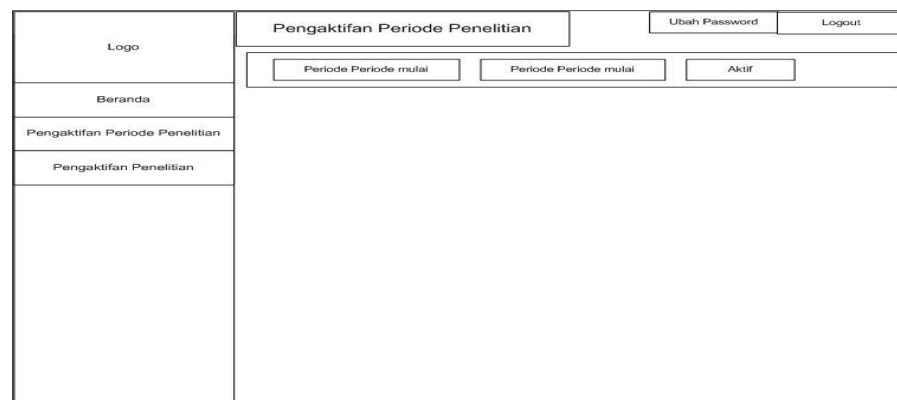 Logo
Pengaktifan Periode Penelitian
Ubah Password
Logout
Periode Periode mulai
Periode Periode mulai
Aktif
Beranda
Pengaktifan Periode Penelitian
Pengaktifan Penelitian